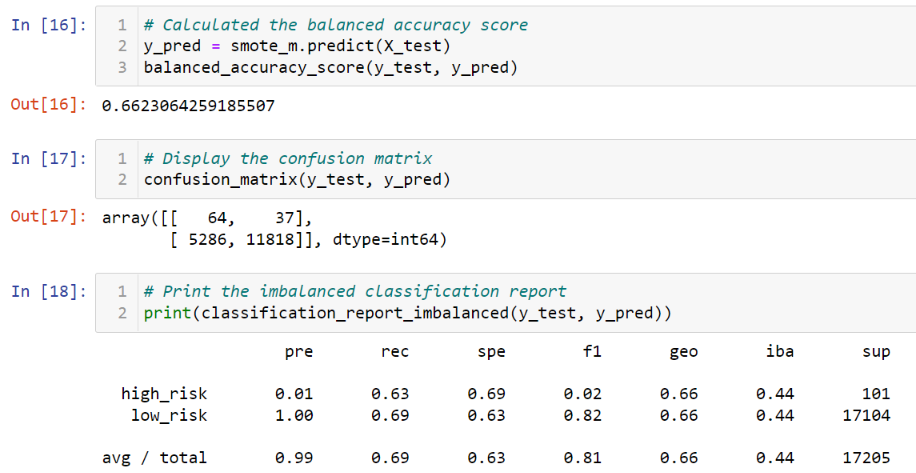 In [16]: 1 # Calculated the balanced accuracy score
2 y_pred = smote_m.predict(X_test)
3 balanced_accuracy_score(y_test, y_pred)
Out[16]: 0.6623064259185507
In [17]: 1 # Display the confusion matrix
2 confusion_matrix(y_test, y_pred)
Out[17]: array([[ 64, 37],
[ 5286, 11818]], dtype=int64)
In [18]: 1 # Print the imbalanced classification report
2 print(classification_report_imbalanced(y_test, y_pred))
pre rec spe f1 geo iba sup
high_risk 0.01 0.63 0.69 0.02 0.66 0.44 101
low_risk 1.00 0.69 0.63 0.82 0.66 0.44 17104
avg / total 0.99 0.69 0.63 0.81 0.66 0.44 17205